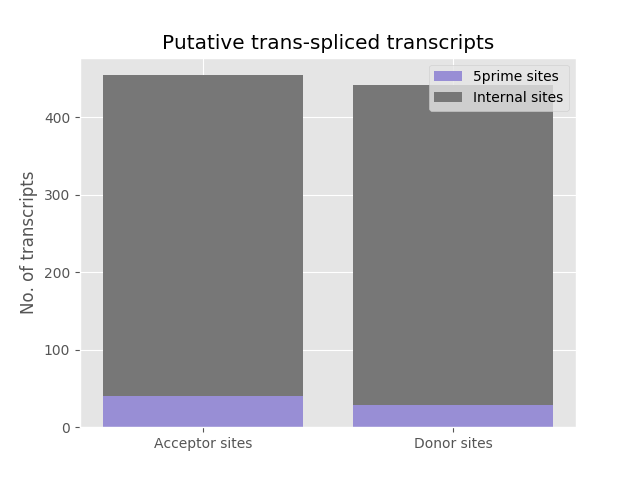 Putative trans-spliced transcripts
5prime sites
Internal sites
No. of transcripts
400
300
200
100
0
Acceptor sites
Donor sites